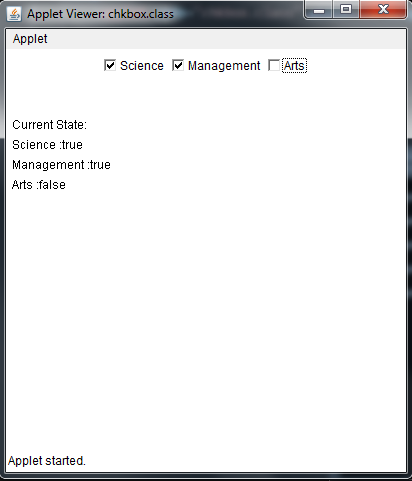 Applet Viewer: chkbox.class
Applet
Science Management Arts
Current State:
Science :true
Management :true
Arts :false
Applet started.